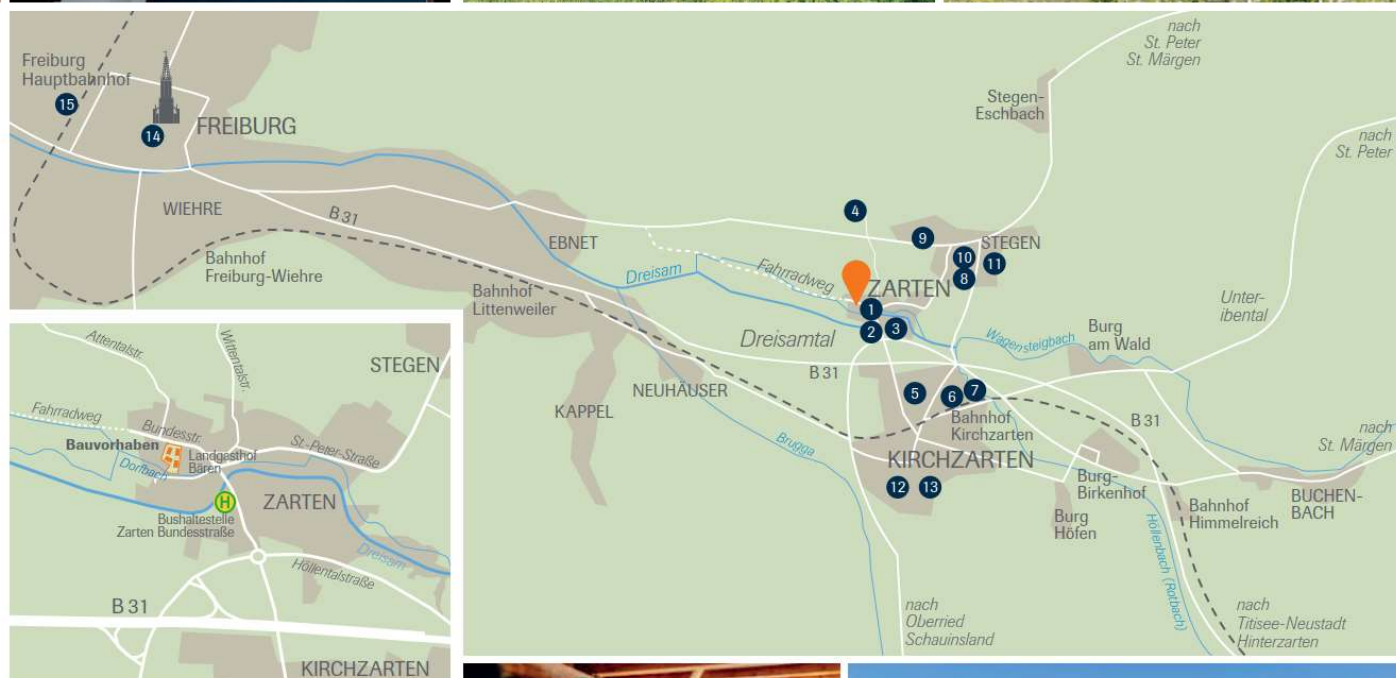 nach
St. Peter
St. Märgen
Freiburg
Hauptbahnhof
15
14
FREIBURG
Stegen-
Eschbach
nach
St. Peter
WIEHRE
B 31
4
9
STEGEN
EBNET
10
11
8
Bahnhof
Freiburg-Wiehre
Dreisam
Fahrradweg
ZARTEN
Bahnhof
Littenweiler
1
2
3
Unter-
ibental
Dreisamtal
Wagensteigbach
Burg
am Wald
B 31
NEUHÄUSER
KAPPEL
5
6
7
Bahnhof
Kirchzarten
B 31
nach
St. Märgen
Brugga
KIRCHZARTEN
12
13
Burg-
Birkenhof
Burg
Höfen
Bahnhof
Himmelreich
BUCHEN-
BACH
Höllenbach (Rotbach)
nach
Oberried
Schauinsland
nach
Titisee-Neustadt
Hinterzarten
Attentalstr.
Wittentalstr.
STEGEN
Fahrradweg
Bundesstr.
Bauvorhaben
Landgasthof
Bären
St.-Peter-Straße
Dorfbach
H
ZARTEN
Bushaltestelle
Zarten Bundesstraße
Dreisam
Höllentalstraße
B 31
KIRCHZARTEN